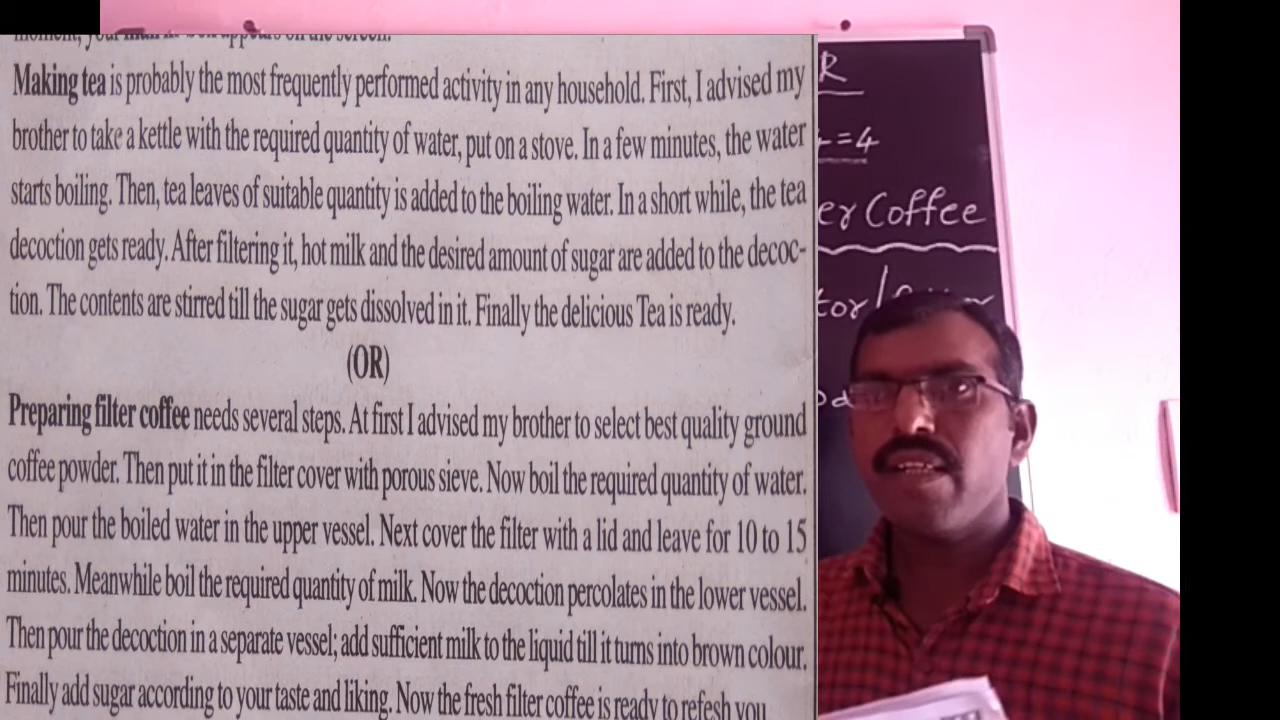 moment, your
appears on the screen.
Making tea is probably the most frequently performed activity in any household. First, I advised my
brother to take a kettle with the required quantity of water, put on a stove. In a few minutes, the water
starts boiling. Then, tea leaves of suitable quantity is added to the boiling water. In a short while, the tea
decoction gets ready. After filtering it, hot milk and the desired amount of sugar are added to the decoc-
tion. The contents are stirred till the sugar gets dissolved in it. Finally the delicious Tea is ready.
(OR)
Preparing filter coffee needs several steps. At first I advised my brother to select best quality ground
coffee powder. Then put it in the filter cover with porous sieve. Now boil the required quantity of water.
Then pour the boiled water in the upper vessel. Next cover the filter with a lid and leave for 10 to 15
minutes. Meanwhile boil the required quantity of milk. Now the decoction percolates in the lower vessel.
Then pour the decoction in a separate vessel; add sufficient milk to the liquid till it turns into brown colour.
Finally add sugar according to your taste and liking. Now the fresh filter coffee is ready to refesh you
R
=4
er Coffee
tor/